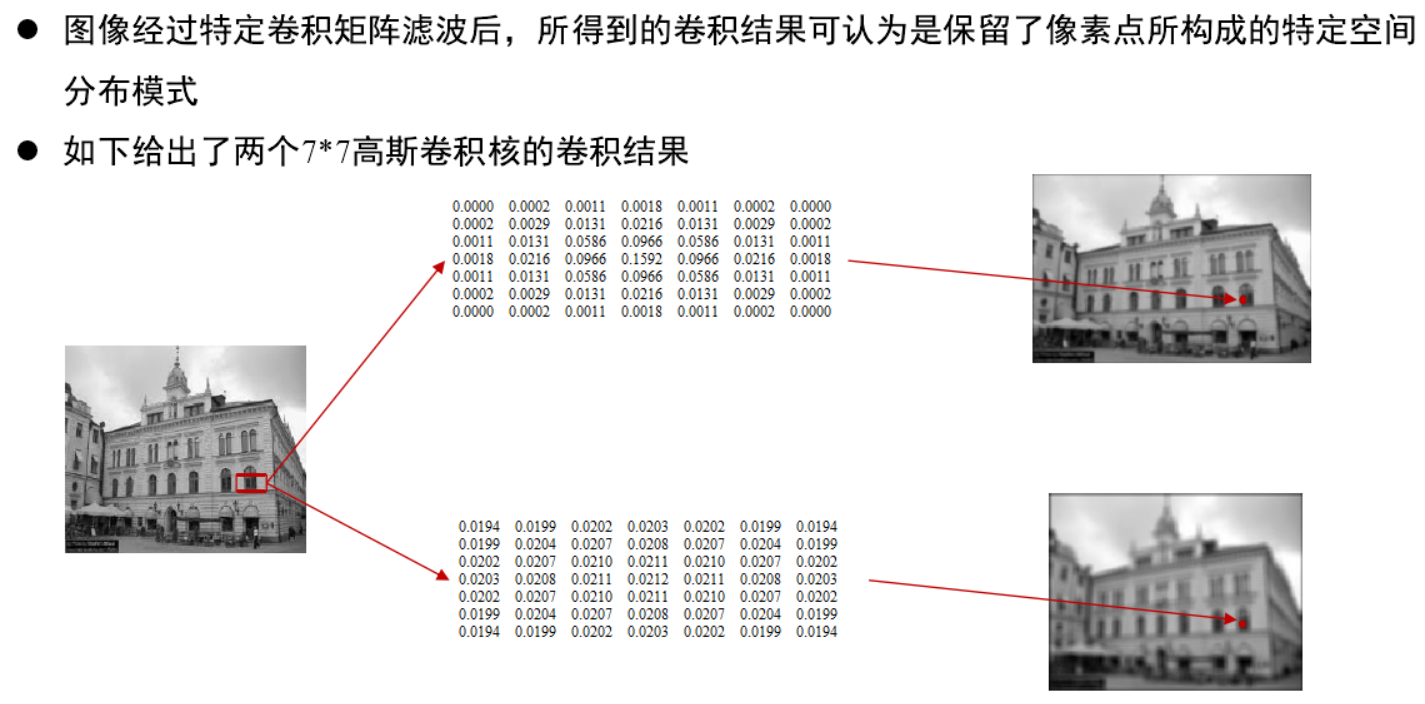 ● 图像经过特定卷积矩阵滤波后，所得到的卷积结果可认为是保留了像素点所构成的特定空间
分布模式
● 如下给出了两个7*7高斯卷积核的卷积结果
0.0000 0.0002 0.0011 0.0018 0.0011 0.0002 0.0000
0.0002 0.0029 0.0131 0.0216 0.0131 0.0029 0.0002
0.0011 0.0131 0.0586 0.0966 0.0586 0.0131 0.0011
0.0018 0.0216 0.0966 0.1592 0.0966 0.0216 0.0018
0.0011 0.0131 0.0586 0.0966 0.0586 0.0131 0.0011
0.0002 0.0029 0.0131 0.0216 0.0131 0.0029 0.0002
0.0000 0.0002 0.0011 0.0018 0.0011 0.0002 0.0000
0.0194 0.0199 0.0202 0.0203 0.0202 0.0199 0.0194
0.0199 0.0204 0.0207 0.0208 0.0207 0.0204 0.0199
0.0202 0.0207 0.0210 0.0211 0.0210 0.0207 0.0202
0.0203 0.0208 0.0211 0.0212 0.0211 0.0208 0.0203
0.0202 0.0207 0.0210 0.0211 0.0210 0.0207 0.0202
0.0199 0.0204 0.0207 0.0208 0.0207 0.0204 0.0199
0.0194 0.0199 0.0202 0.0203 0.0202 0.0199 0.0194